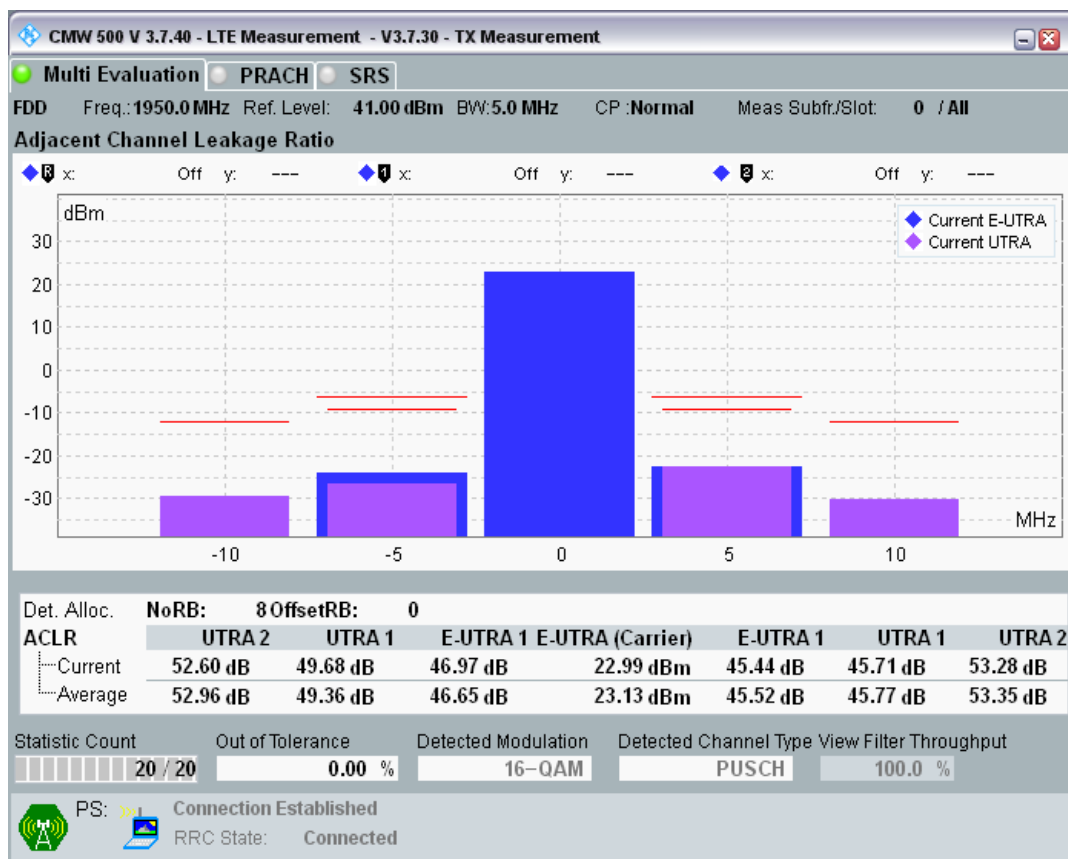 CMW 500 V 3.7.40 - LTE Measurement - V3.7.30 - TX Measurement
Multi Evaluation PRACH SRS
FDD Freq.: 1950.0 MHz Ref. Level: 41.00 dBm BW: 5.0 MHz CP : Normal Meas Subfr./Slot: 0 / All
Adjacent Channel Leakage Ratio
R x: Off y: --- 1 x: Off y: --- 2 x: Off y: ---
dBm
Current E-UTRA
Current UTRA
30
20
10
0
-10
-20
-30
MHz
-10 -5 0 5 10
Det. Alloc. NoRB: 8 OffsetRB: 0
ACLR UTRA 2 UTRA 1 E-UTRA 1 E-UTRA (Carrier) E-UTRA 1 UTRA 1 UTRA 2
Current 52.60 dB 49.68 dB 46.97 dB 22.99 dBm 45.44 dB 45.71 dB 53.28 dB
Average 52.96 dB 49.36 dB 46.65 dB 23.13 dBm 45.52 dB 45.77 dB 53.35 dB
Statistic Count Out of Tolerance Detected Modulation Detected Channel Type View Filter Throughput
20 / 20 0.00 % 16-QAM PUSCH 100.0 %
PS: Connection Established
RRC State: Connected